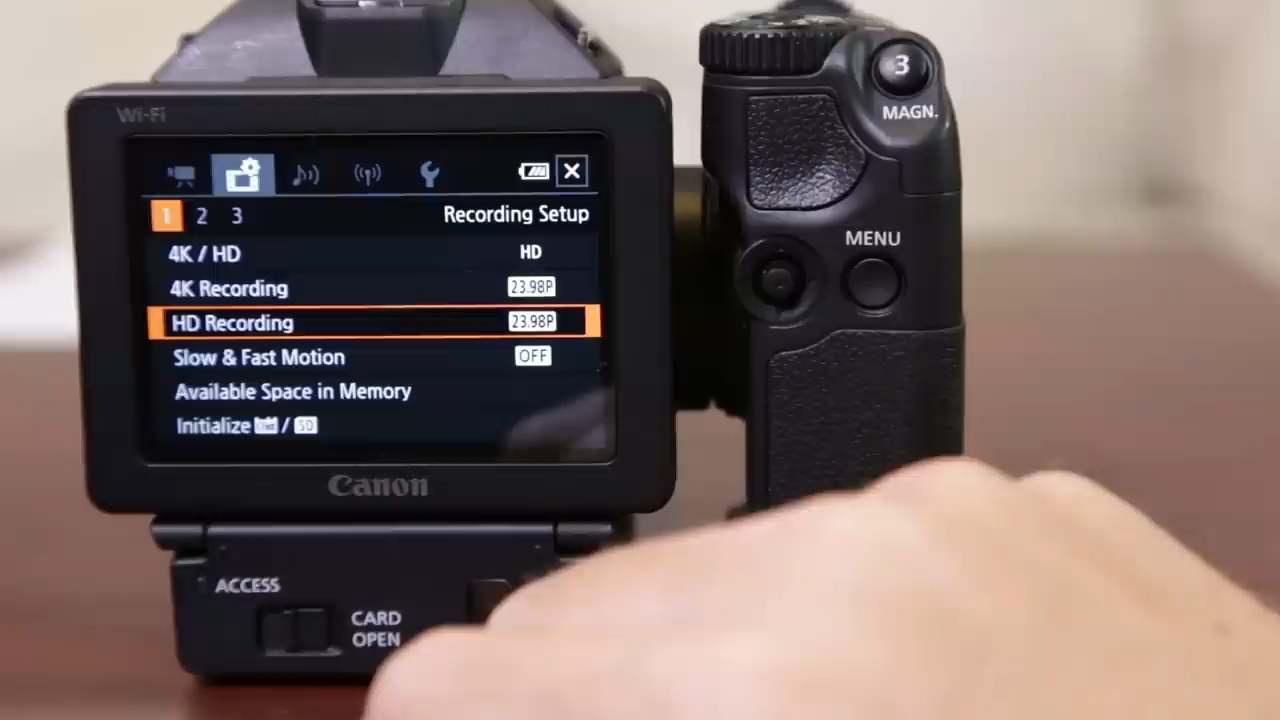 Wi-Fi
1 2 3
Recording Setup
4K / HD HD
4K Recording 23.98P
HD Recording 23.98P
Slow & Fast Motion OFF
Available Space in Memory
Initialize / SD
Canon
ACCESS
CARD
OPEN
3
MAGN.
MENU